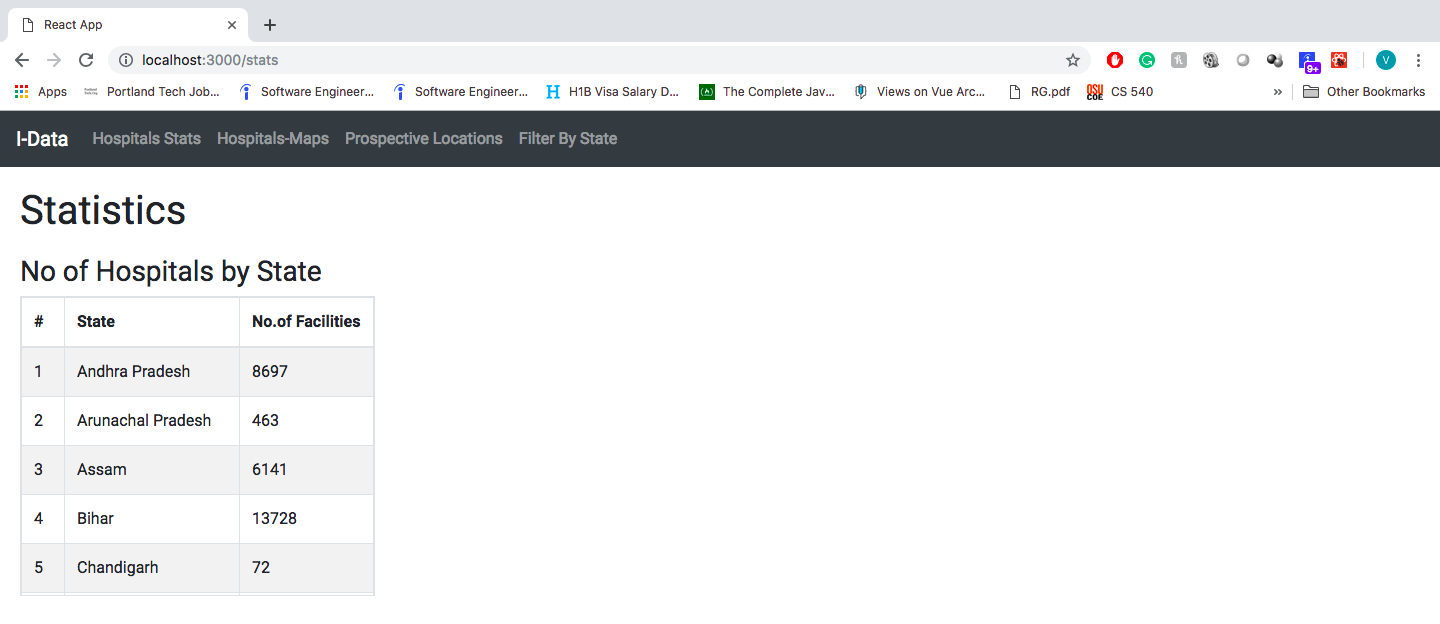 React App
localhost:3000/stats
9+
V
Apps Portland Tech Job... Software Engineer... Software Engineer... H1B Visa Salary D... The Complete Jav... Views on Vue Arc... RG.pdf OSU COE CS 540 » Other Bookmarks
I-Data Hospitals Stats Hospitals-Maps Prospective Locations Filter By State
Statistics
No of Hospitals by State
# State No.of Facilities
1 Andhra Pradesh 8697
2 Arunachal Pradesh 463
3 Assam 6141
4 Bihar 13728
5 Chandigarh 72